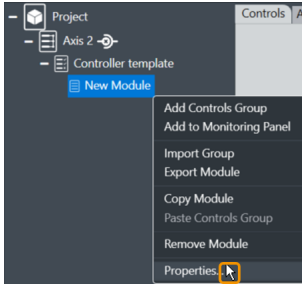 Project
Controls
Axis 2
Controller template
New Module
Add Controls Group
Add to Monitoring Panel
Import Group
Export Module
Copy Module
Paste Controls Group
Remove Module
Properties...